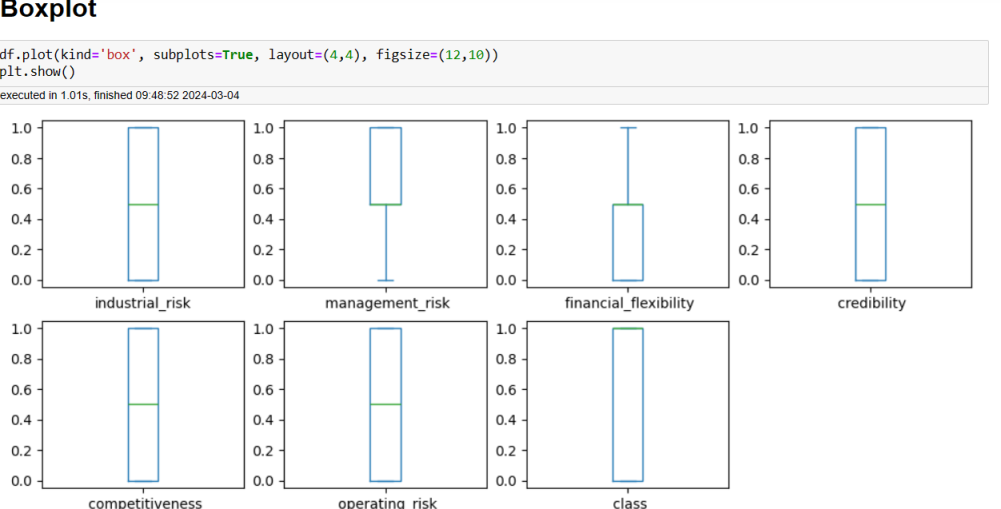 Boxplot
df.plot(kind='box', subplots=True, layout=(4,4), figsize=(12,10))
plt.show()
executed in 1.01s, finished 09:48:52 2024-03-04
1.0 1.0 1.0 1.0
0.8 0.8 0.8 0.8
0.6 0.6 0.6 0.6
0.4 0.4 0.4 0.4
0.2 0.2 0.2 0.2
0.0 0.0 0.0 0.0
industrial_risk management_risk financial_flexibility credibility
1.0 1.0 1.0
0.8 0.8 0.8
0.6 0.6 0.6
0.4 0.4 0.4
0.2 0.2 0.2
0.0 0.0 0.0
competitiveness operating_risk class